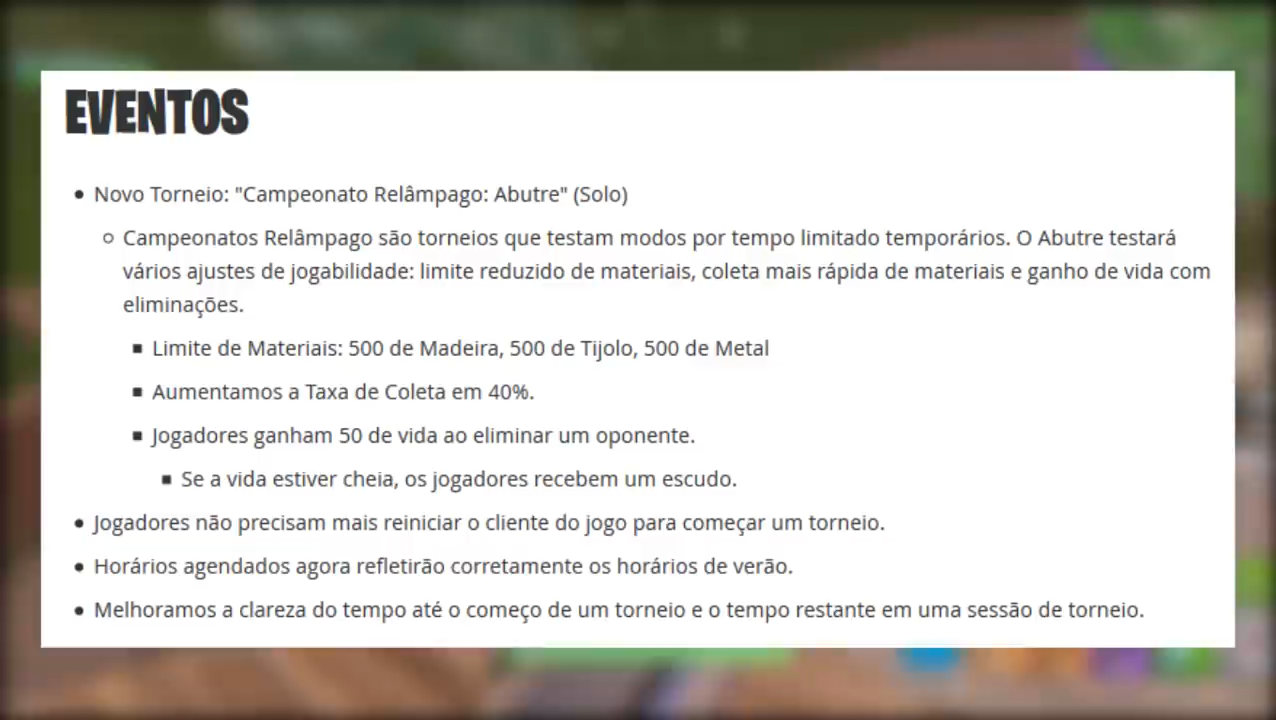 EVENTOS
Novo Torneio: "Campeonato Relâmpago: Abutre" (Solo)
Campeonatos Relâmpago são torneios que testam modos por tempo limitado temporários. O Abutre testará
vários ajustes de jogabilidade: limite reduzido de materiais, coleta mais rápida de materiais e ganho de vida com
eliminações.
Limite de Materiais: 500 de Madeira, 500 de Tijolo, 500 de Metal
Aumentamos a Taxa de Coleta em 40%.
Jogadores ganham 50 de vida ao eliminar um oponente.
Se a vida estiver cheia, os jogadores recebem um escudo.
Jogadores não precisam mais reiniciar o cliente do jogo para começar um torneio.
Horários agendados agora refletirão corretamente os horários de verão.
Melhoramos a clareza do tempo até o começo de um torneio e o tempo restante em uma sessão de torneio.